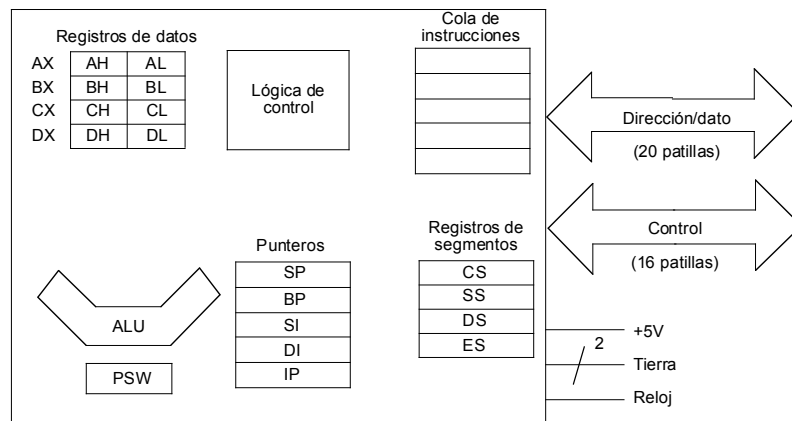 Registros de datos
AX AH AL
BX BH BL
CX CH CL
DX DH DL
Lógica de
control
Cola de
instrucciones
Dirección/dato
(20 patillas)
Control
(16 patillas)
Punteros
SP
BP
SI
DI
IP
Registros de
segmentos
CS
SS
DS
ES
ALU
PSW
+5V
2
Tierra
Reloj